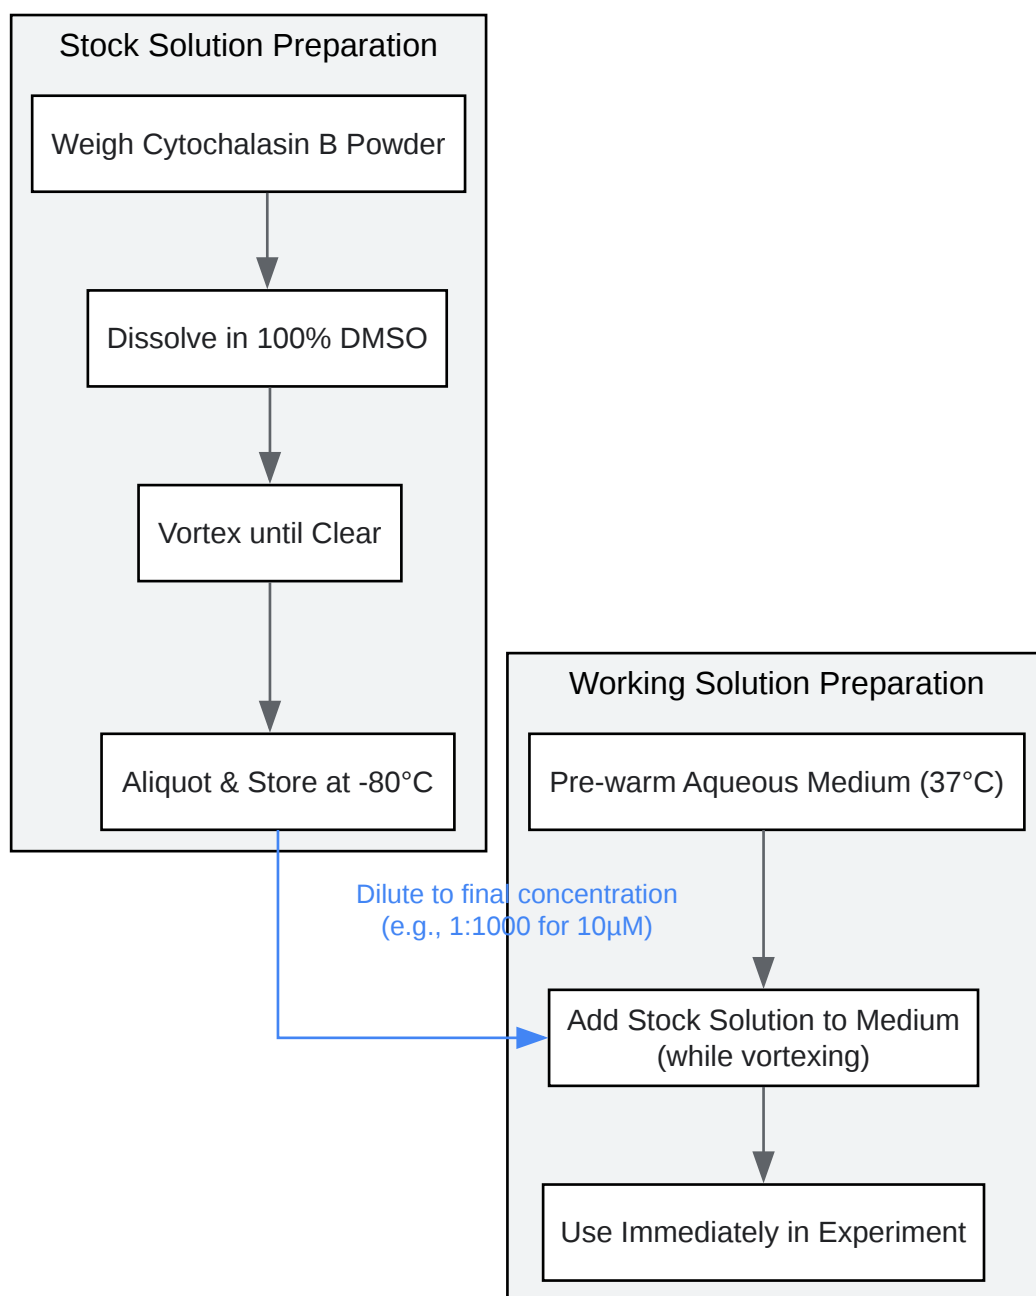 Stock Solution Preparation
Weigh Cytochalasin B Powder
Dissolve in 100% DMSO
Vortex until Clear
Aliquot & Store at -80°C
Dilute to final concentration
(e.g., 1:1000 for 10µM)
Working Solution Preparation
Pre-warm Aqueous Medium (37°C)
Add Stock Solution to Medium
(while vortexing)
Use Immediately in Experiment